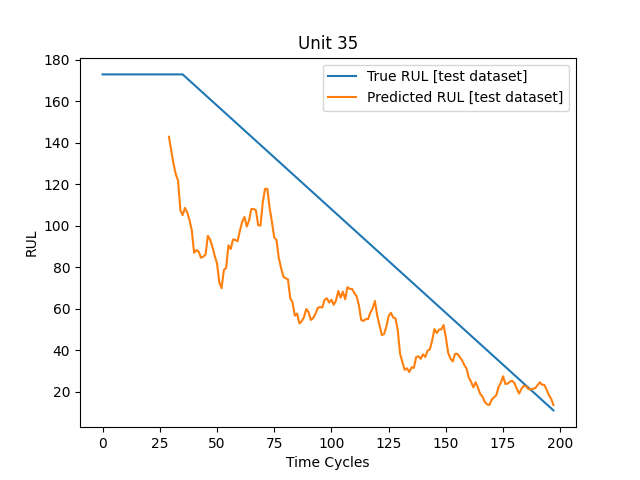 Unit 35
True RUL [test dataset]
Predicted RUL [test dataset]
RUL
180
160
140
120
100
80
60
40
20
0 25 50 75 100 125 150 175 200
Time Cycles